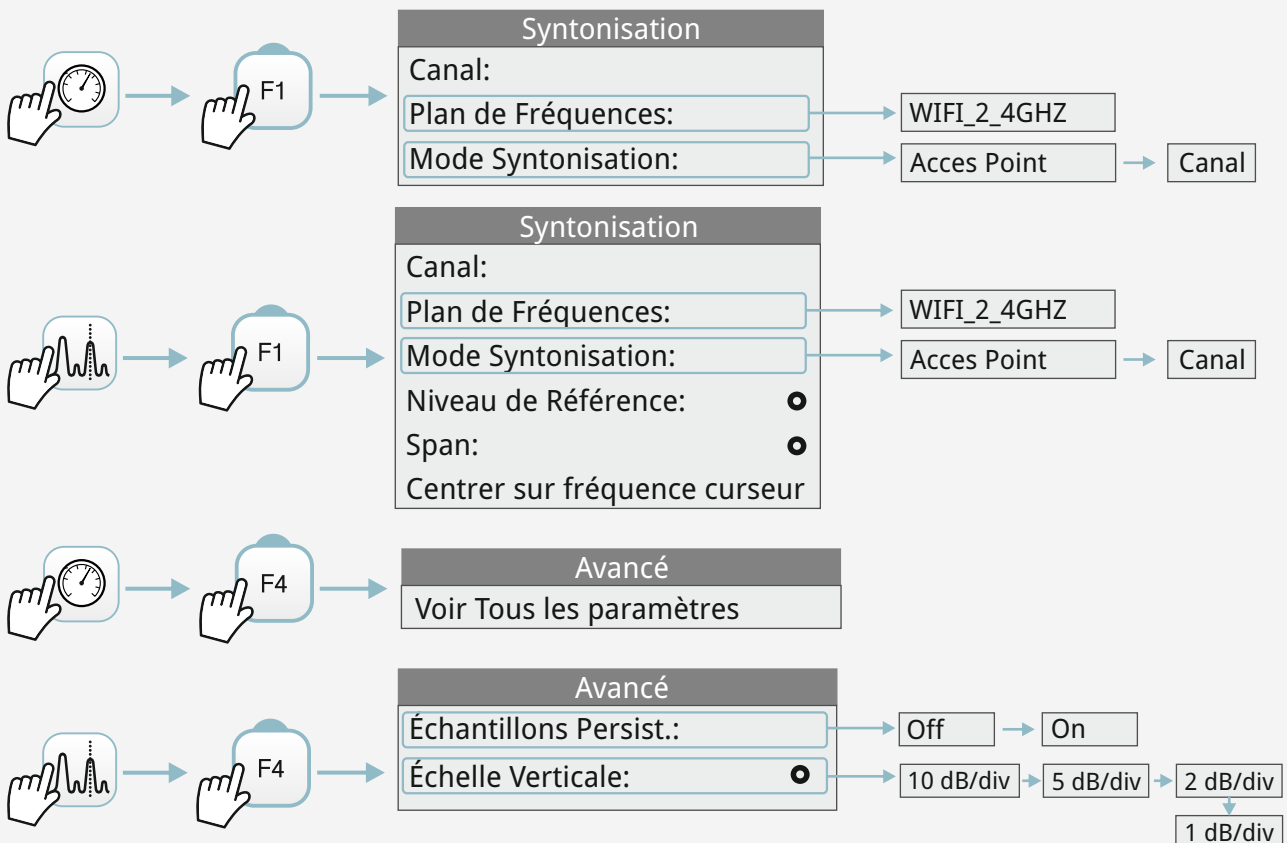 Syntonisation
Canal:
F1
Plan de Fréquences:
WIFI_2_4GHZ
Mode Syntonisation:
Acces Point
Canal
Syntonisation
Canal:
Plan de Fréquences:
WIFI_2_4GHZ
F1
Mode Syntonisation:
Acces Point
Canal
Niveau de Référence:
Span:
Centrer sur fréquence curseur
F4
Avancé
Voir Tous les paramètres
Avancé
Échantillons Persist.:
Off
On
F4
Échelle Verticale:
10 dB/div
5 dB/div
2 dB/div
1 dB/div